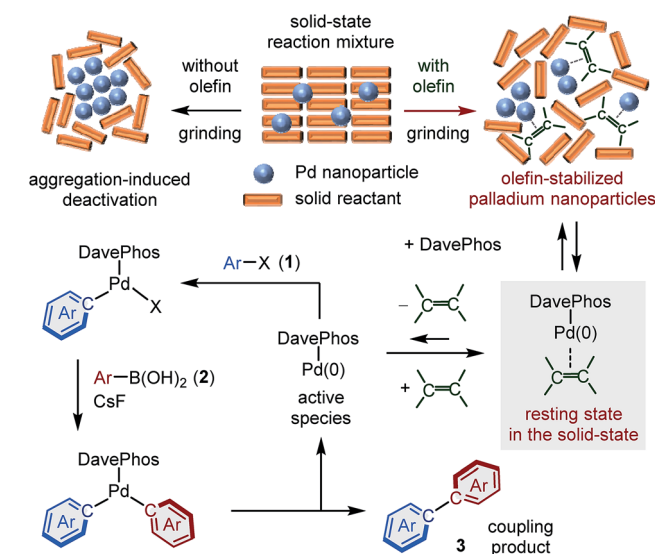 solid-state
reaction mixture
without
olefin
grinding
with
olefin
grinding
aggregation-induced
deactivation
Pd nanoparticle
solid reactant
olefin-stabilized
palladium nanoparticles
C=C
C=C
C=C
+ DavePhos
DavePhos
Pd
X
Ar
C
Ar–X (1)
– C=C
+ C=C
DavePhos
Pd(0)
active
species
DavePhos
Pd(0)
C=C
resting state
in the solid-state
Ar–B(OH)2 (2)
CsF
DavePhos
Pd
Ar
C
C
Ar
Ar
C
C
Ar
3
coupling
product